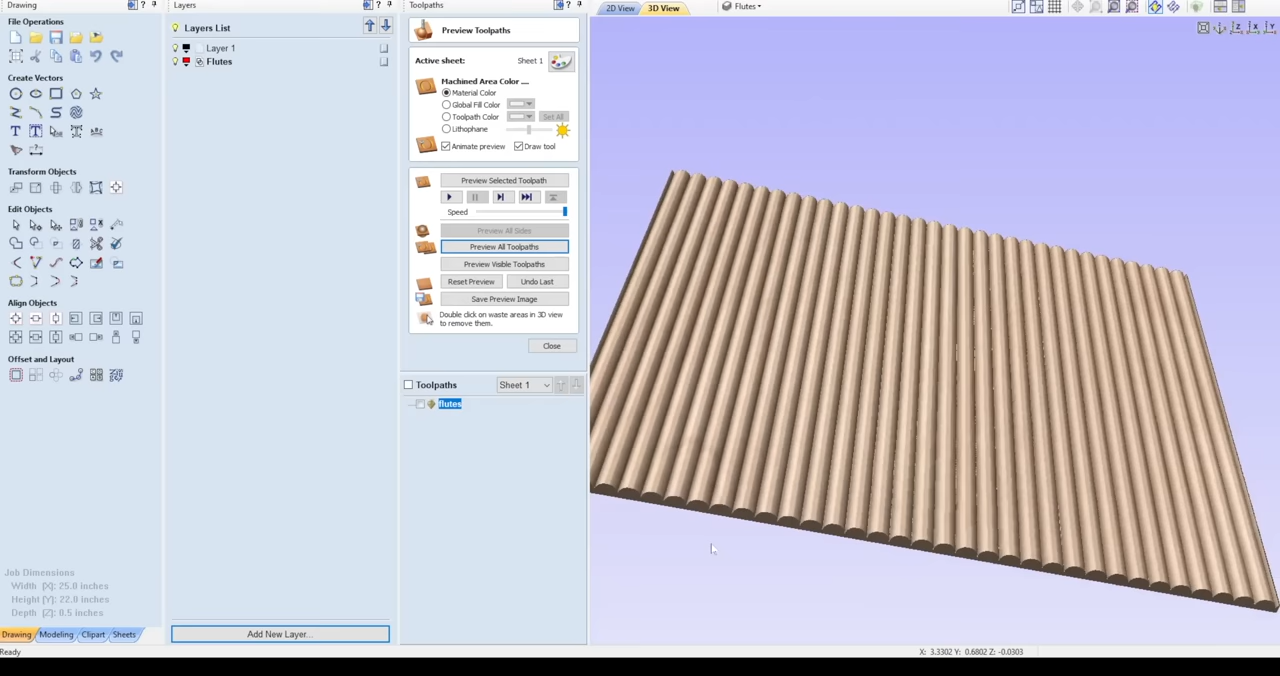 Drawing
File Operations
Create Vectors
Transform Objects
Edit Objects
Align Objects
Offset and Layout
Job Dimensions
Width [X]: 25.0 inches
Height [Y]: 22.0 inches
Depth [Z]: 0.5 inches
Drawing Modeling Clipart Sheets
Ready
Layers
Layers List
Layer 1
Flutes
Add New Layer...
Toolpaths
Preview Toolpaths
Active sheet: Sheet 1
Machined Area Color ....
Material Color
Global Fill Color
Toolpath Color Set All
Lithophane
Animate preview Draw tool
Preview Selected Toolpath
Speed
Preview All Sides
Preview All Toolpaths
Preview Visible Toolpaths
Reset Preview Undo Last
Save Preview Image
Double click on waste areas in 3D view
to remove them.
Close
Toolpaths Sheet 1
flutes
2D View 3D View Flutes
X: 3.3302 Y: 0.6802 Z: -0.0303